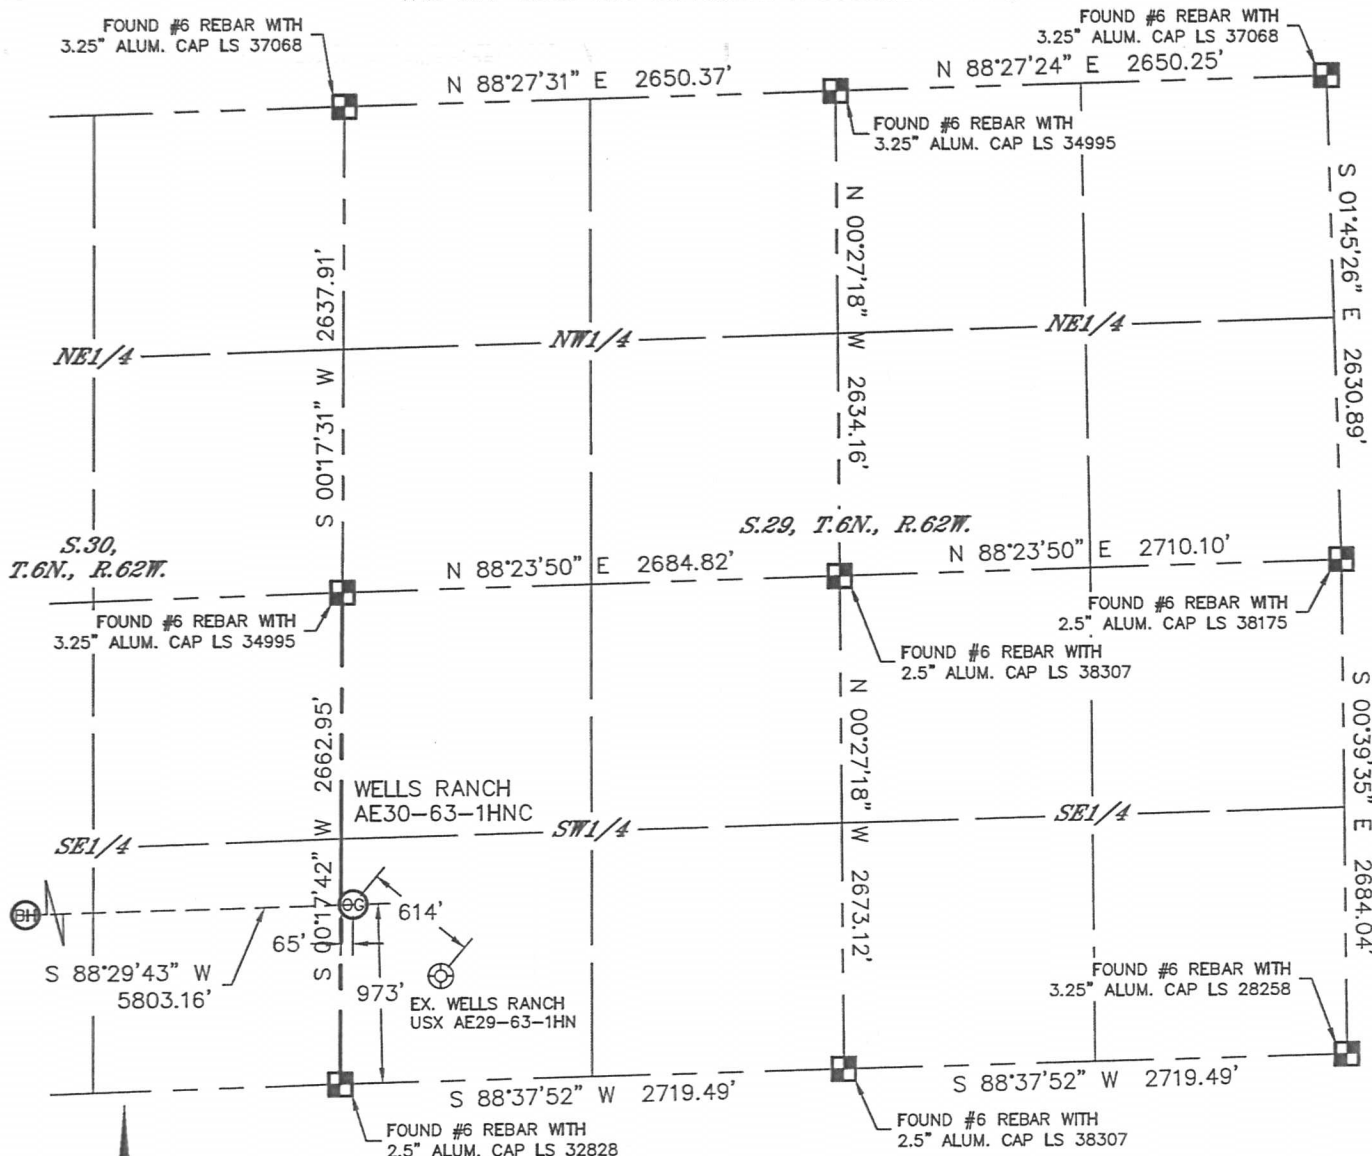 FOUND #6 REBAR WITH
3.25" ALUM. CAP LS 37068
FOUND #6 REBAR WITH
3.25" ALUM. CAP LS 37068
N 88°27'31" E 2650.37'
N 88°27'24" E 2650.25'
FOUND #6 REBAR WITH
3.25" ALUM. CAP LS 34995
S 00°17'31" W 2637.91'
N 00°27'18" W 2634.16'
S 01°45'26" E 2630.89'
NE1/4
NW1/4
NE1/4
S.30,
T.6N., R.62W.
S.29, T.6N., R.62W.
N 88°23'50" E 2684.82'
N 88°23'50" E 2710.10'
FOUND #6 REBAR WITH
3.25" ALUM. CAP LS 34995
FOUND #6 REBAR WITH
2.5" ALUM. CAP LS 38175
FOUND #6 REBAR WITH
2.5" ALUM. CAP LS 38307
S 00°17'42" W 2662.95'
N 00°27'18" W 2673.12'
S 00°39'35" E 2684.04'
WELLS RANCH
AE30-63-1HNC
SE1/4
SW1/4
SE1/4
BH
OG
614'
65'
S 88°29'43" W
5803.16'
973'
EX. WELLS RANCH
USX AE29-63-1HN
FOUND #6 REBAR WITH
3.25" ALUM. CAP LS 28258
S 88°37'52" W 2719.49'
S 88°37'52" W 2719.49'
FOUND #6 REBAR WITH
2.5" ALUM. CAP LS 32828
FOUND #6 REBAR WITH
2.5" ALUM. CAP LS 38307